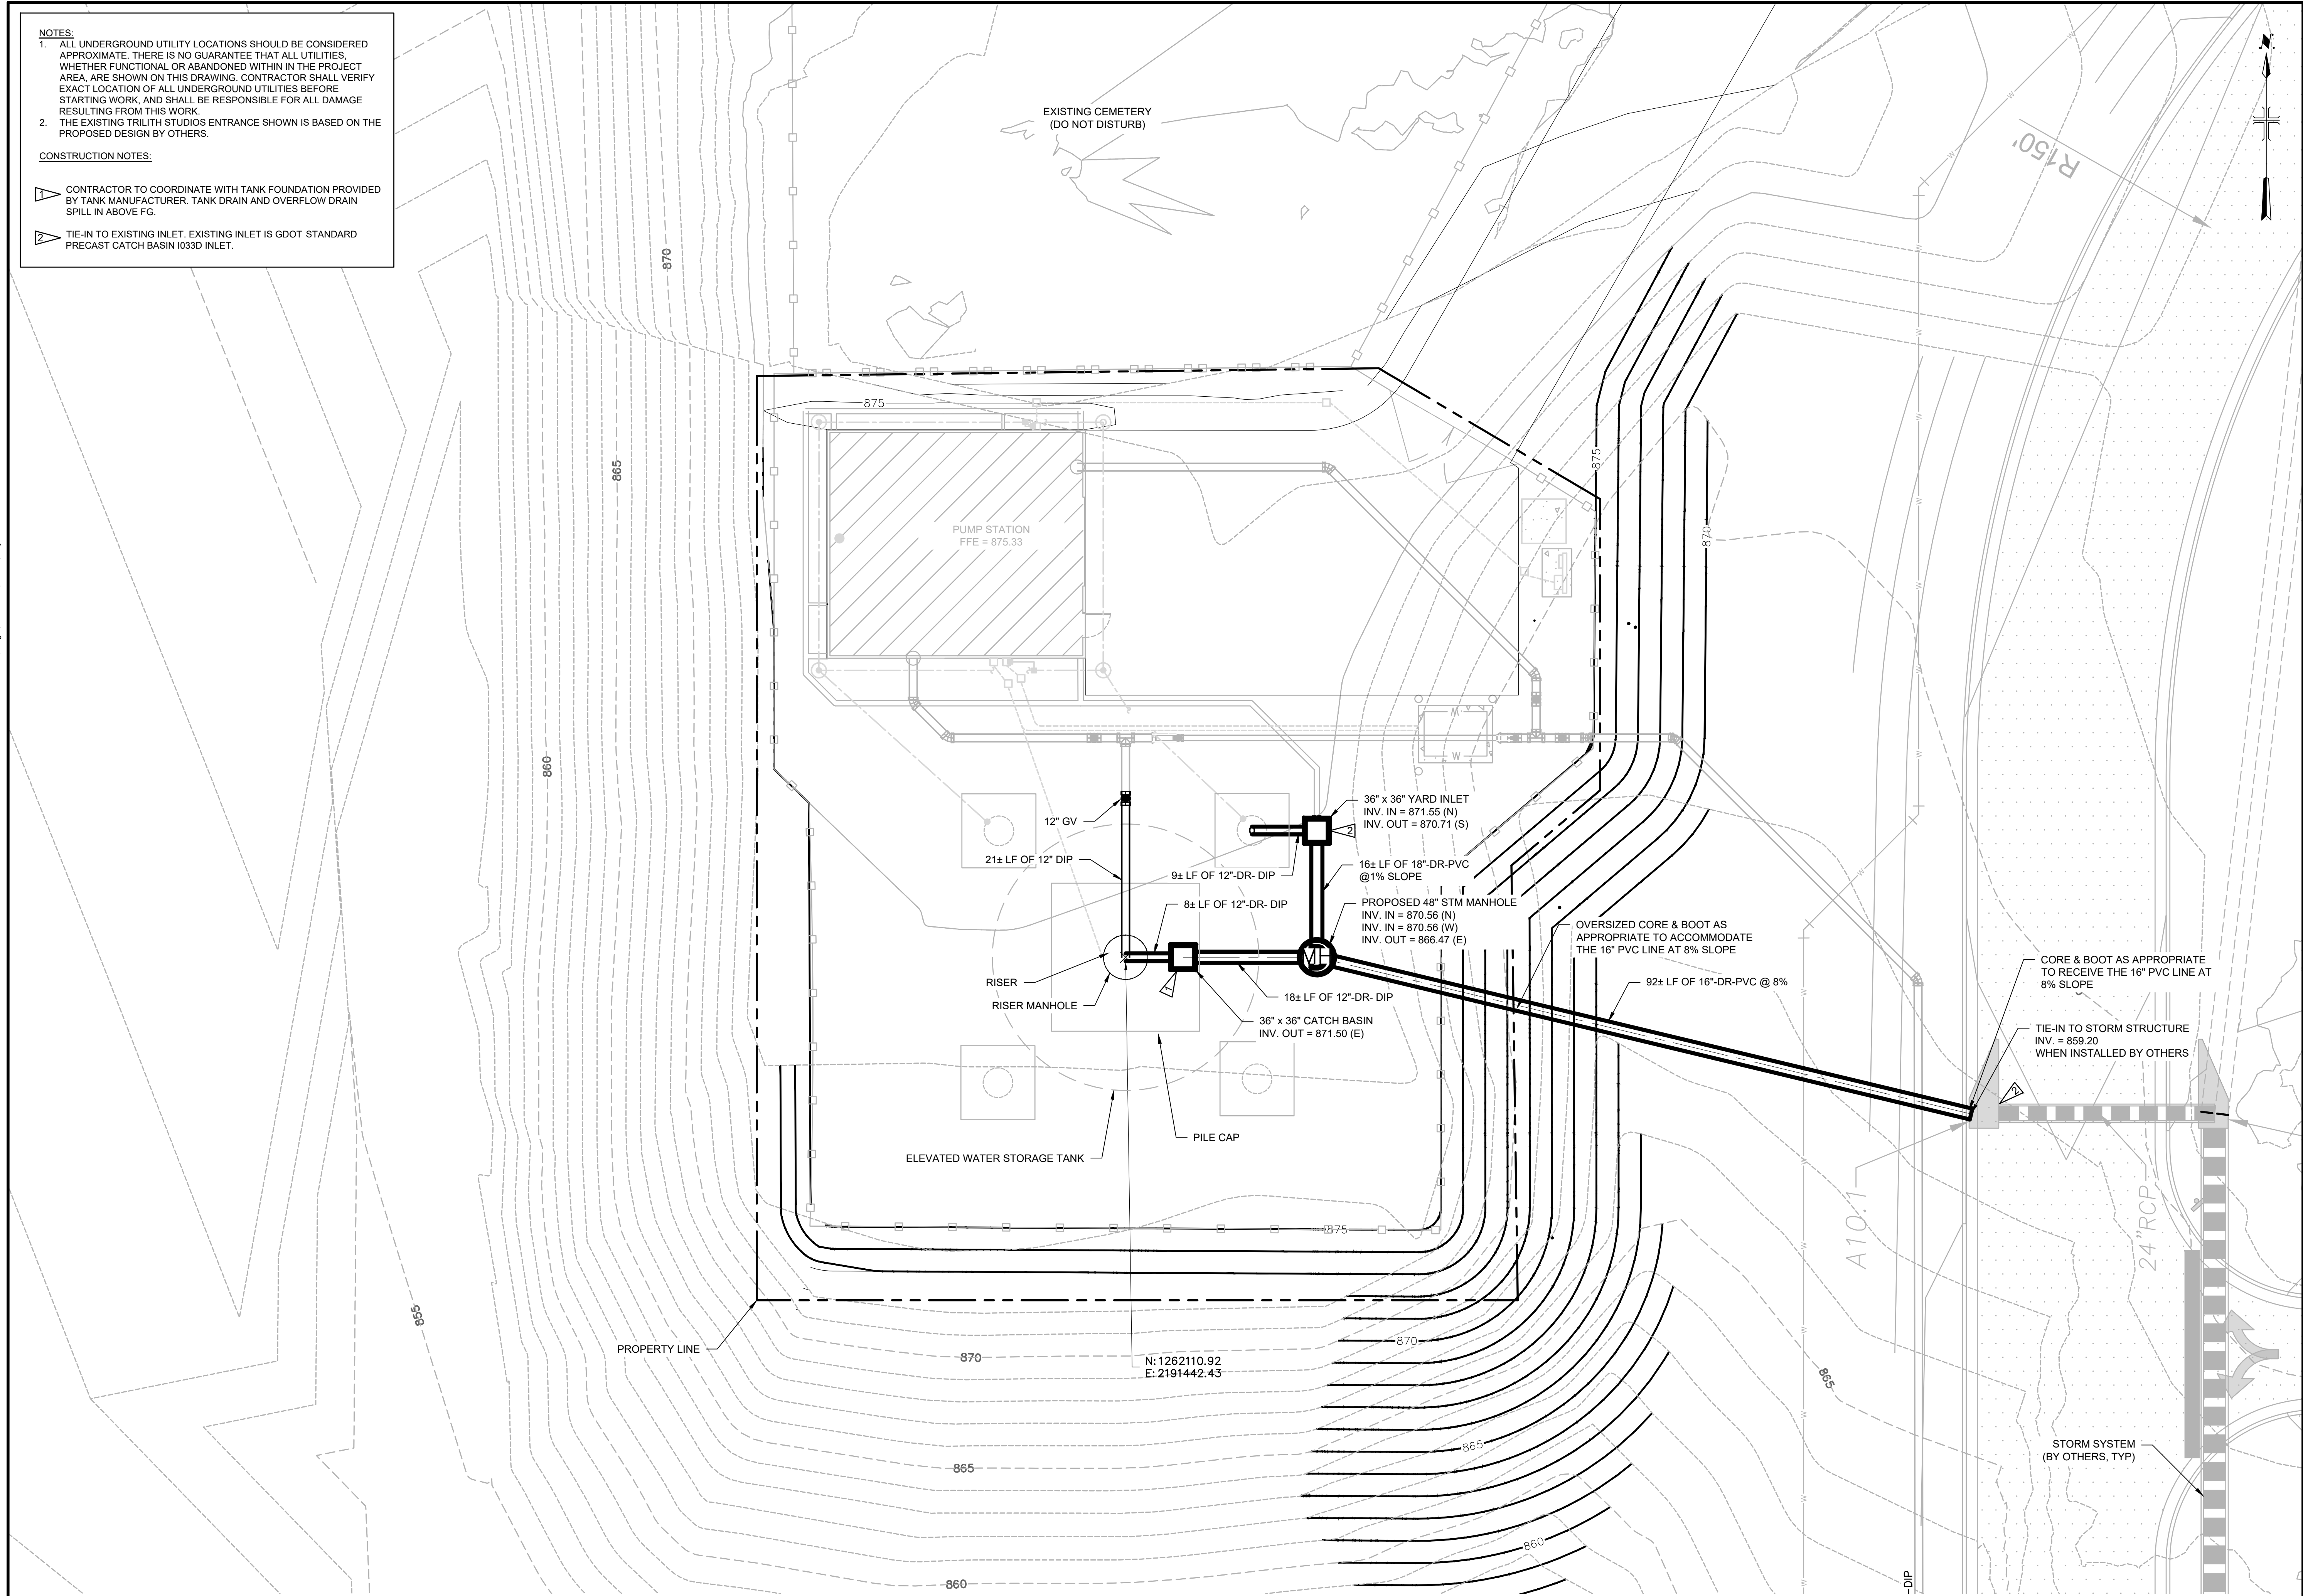 NOTES:
1. ALL UNDERGROUND UTILITY LOCATIONS SHOULD BE CONSIDERED
APPROXIMATE. THERE IS NO GUARANTEE THAT ALL UTILITIES,
WHETHER FUNCTIONAL OR ABANDONED WITHIN IN THE PROJECT
AREA, ARE SHOWN ON THIS DRAWING. CONTRACTOR SHALL VERIFY
EXACT LOCATION OF ALL UNDERGROUND UTILITIES BEFORE
STARTING WORK, AND SHALL BE RESPONSIBLE FOR ALL DAMAGE
RESULTING FROM THIS WORK.
2. THE EXISTING TRILITH STUDIOS ENTRANCE SHOWN IS BASED ON THE
PROPOSED DESIGN BY OTHERS.
CONSTRUCTION NOTES:
1 CONTRACTOR TO COORDINATE WITH TANK FOUNDATION PROVIDED
BY TANK MANUFACTURER. TANK DRAIN AND OVERFLOW DRAIN
SPILL IN ABOVE FG.
2 TIE-IN TO EXISTING INLET. EXISTING INLET IS GDOT STANDARD
PRECAST CATCH BASIN I033D INLET.
EXISTING CEMETERY
(DO NOT DISTURB)
R150'
N
870
865
860
855
875
875
870
PUMP STATION
FFE = 875.33
W
W
12" GV
21± LF OF 12" DIP
36" x 36" YARD INLET
INV. IN = 871.55 (N)
INV. OUT = 870.71 (S)
2
9± LF OF 12"-DR- DIP
16± LF OF 18"-DR-PVC
@1% SLOPE
8± LF OF 12"-DR- DIP
PROPOSED 48" STM MANHOLE
INV. IN = 870.56 (N)
INV. IN = 870.56 (W)
INV. OUT = 866.47 (E)
OVERSIZED CORE & BOOT AS
APPROPRIATE TO ACCOMMODATE
THE 16" PVC LINE AT 8% SLOPE
92± LF OF 16"-DR-PVC @ 8%
CORE & BOOT AS APPROPRIATE
TO RECEIVE THE 16" PVC LINE AT
8% SLOPE
TIE-IN TO STORM STRUCTURE
INV. = 859.20
WHEN INSTALLED BY OTHERS
2
RISER
RISER MANHOLE
1
18± LF OF 12"-DR- DIP
36" x 36" CATCH BASIN
INV. OUT = 871.50 (E)
PILE CAP
ELEVATED WATER STORAGE TANK
875
A10.1
24"RCP
PROPERTY LINE
N: 1262110.92
E: 2191442.43
870
870
865
865
865
860
860
STORM SYSTEM
(BY OTHERS, TYP)
-DIP